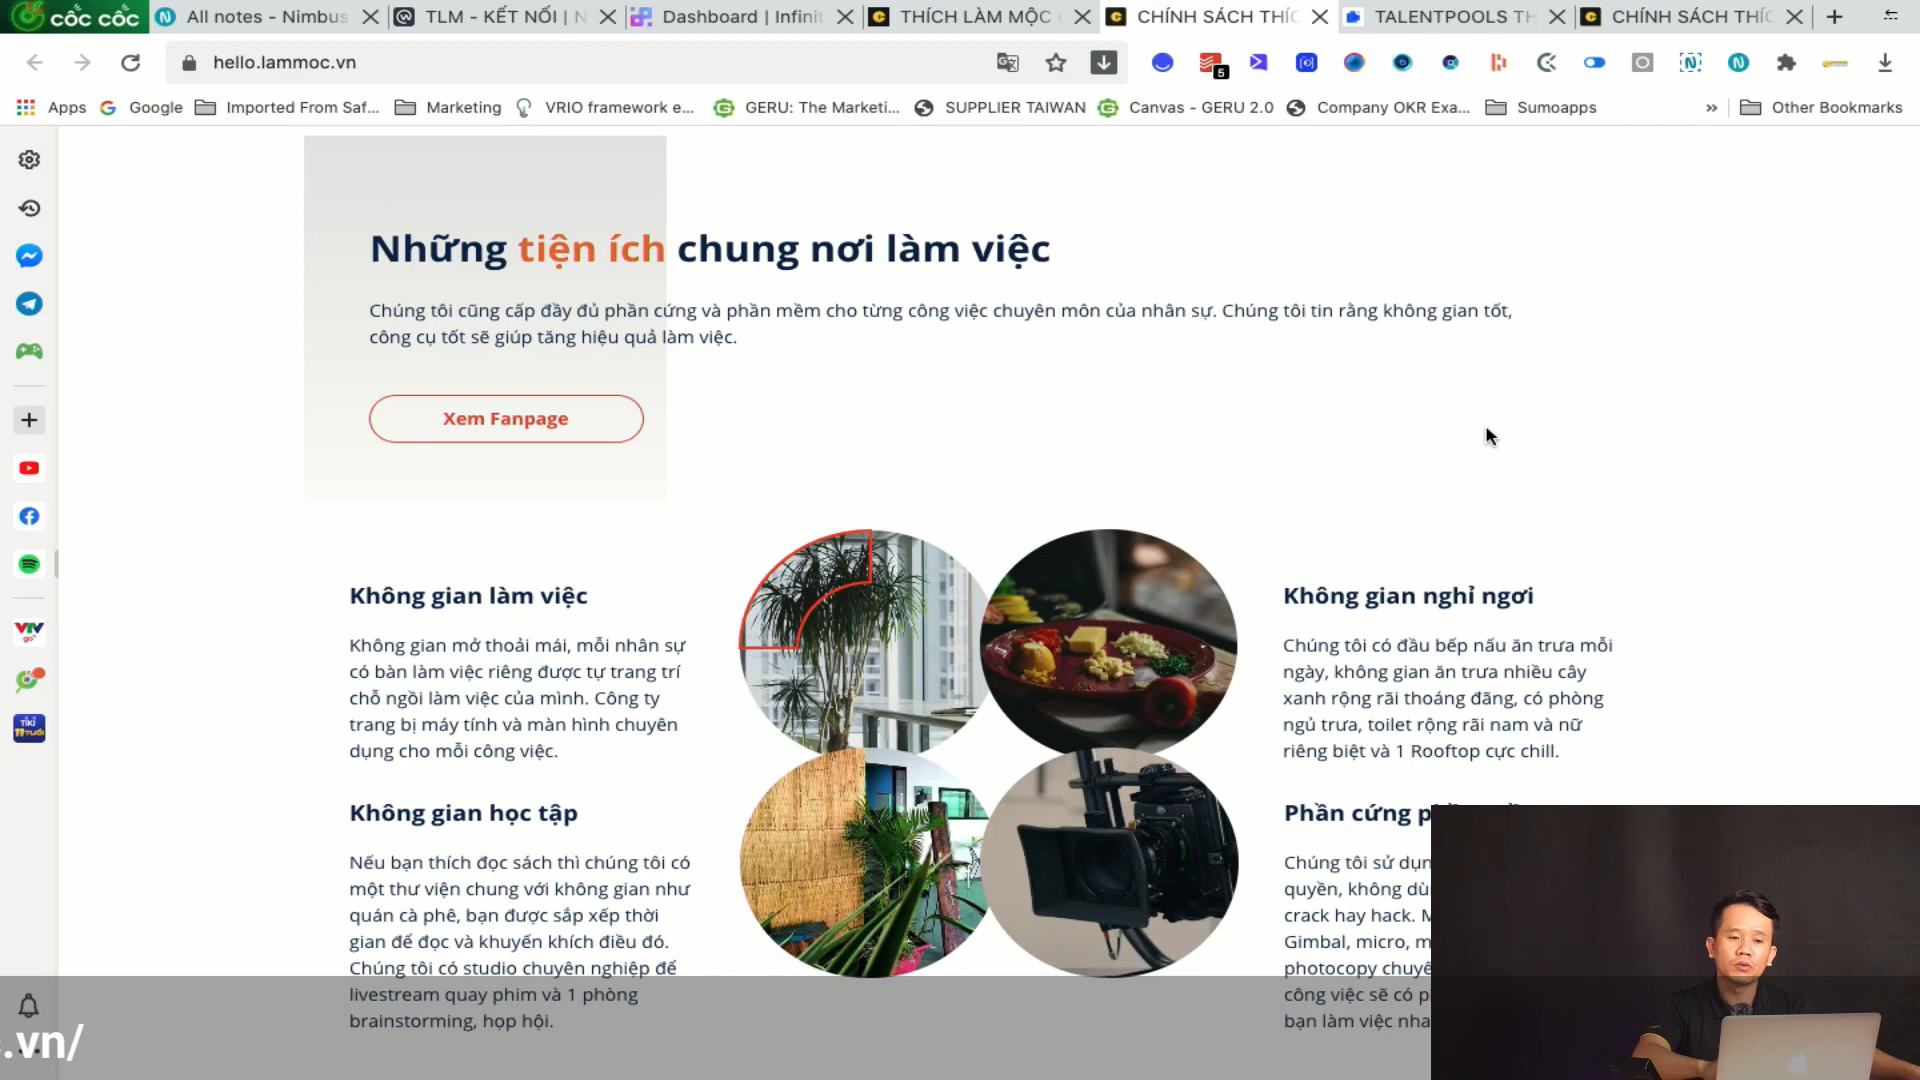 cốc cốc
All notes - Nimbus
TLM - KẾT NỐI | N
Dashboard | Infinit
THÍCH LÀM MỘC
CHÍNH SÁCH THÍC
TALENTPOOLS TH
CHÍNH SÁCH THÍC
hello.lammoc.vn
5
Apps
Google
Imported From Saf...
Marketing
VRIO framework e...
GERU: The Marketi...
SUPPLIER TAIWAN
Canvas - GERU 2.0
Company OKR Exa...
Sumoapps
»
Other Bookmarks
Những tiện ích chung nơi làm việc
Chúng tôi cũng cấp đầy đủ phần cứng và phần mềm cho từng công việc chuyên môn của nhân sự. Chúng tôi tin rằng không gian tốt,
công cụ tốt sẽ giúp tăng hiệu quả làm việc.
Xem Fanpage
Không gian làm việc
Không gian mở thoải mái, mỗi nhân sự
có bàn làm việc riêng được tự trang trí
chỗ ngồi làm việc của mình. Công ty
trang bị máy tính và màn hình chuyên
dụng cho mỗi công việc.
Không gian nghỉ ngơi
Chúng tôi có đầu bếp nấu ăn trưa mỗi
ngày, không gian ăn trưa nhiều cây
xanh rộng rãi thoáng đãng, có phòng
ngủ trưa, toilet rộng rãi nam và nữ
riêng biệt và 1 Rooftop cực chill.
Không gian học tập
Nếu bạn thích đọc sách thì chúng tôi có
một thư viện chung với không gian như
quán cà phê, bạn được sắp xếp thời
gian để đọc và khuyến khích điều đó.
Chúng tôi có studio chuyên nghiệp để
livestream quay phim và 1 phòng
brainstorming, họp hội.
Phần cứng
Chúng tôi sử dụn
quyền, không dù
crack hay hack. M
Gimbal, micro, m
photocopy chuyê
công việc sẽ có p
bạn làm việc nha
VTV
go
TIKI
11 TUỔI
.vn/